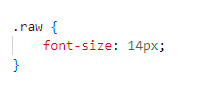 .raw {
    font-size: 14px;
}